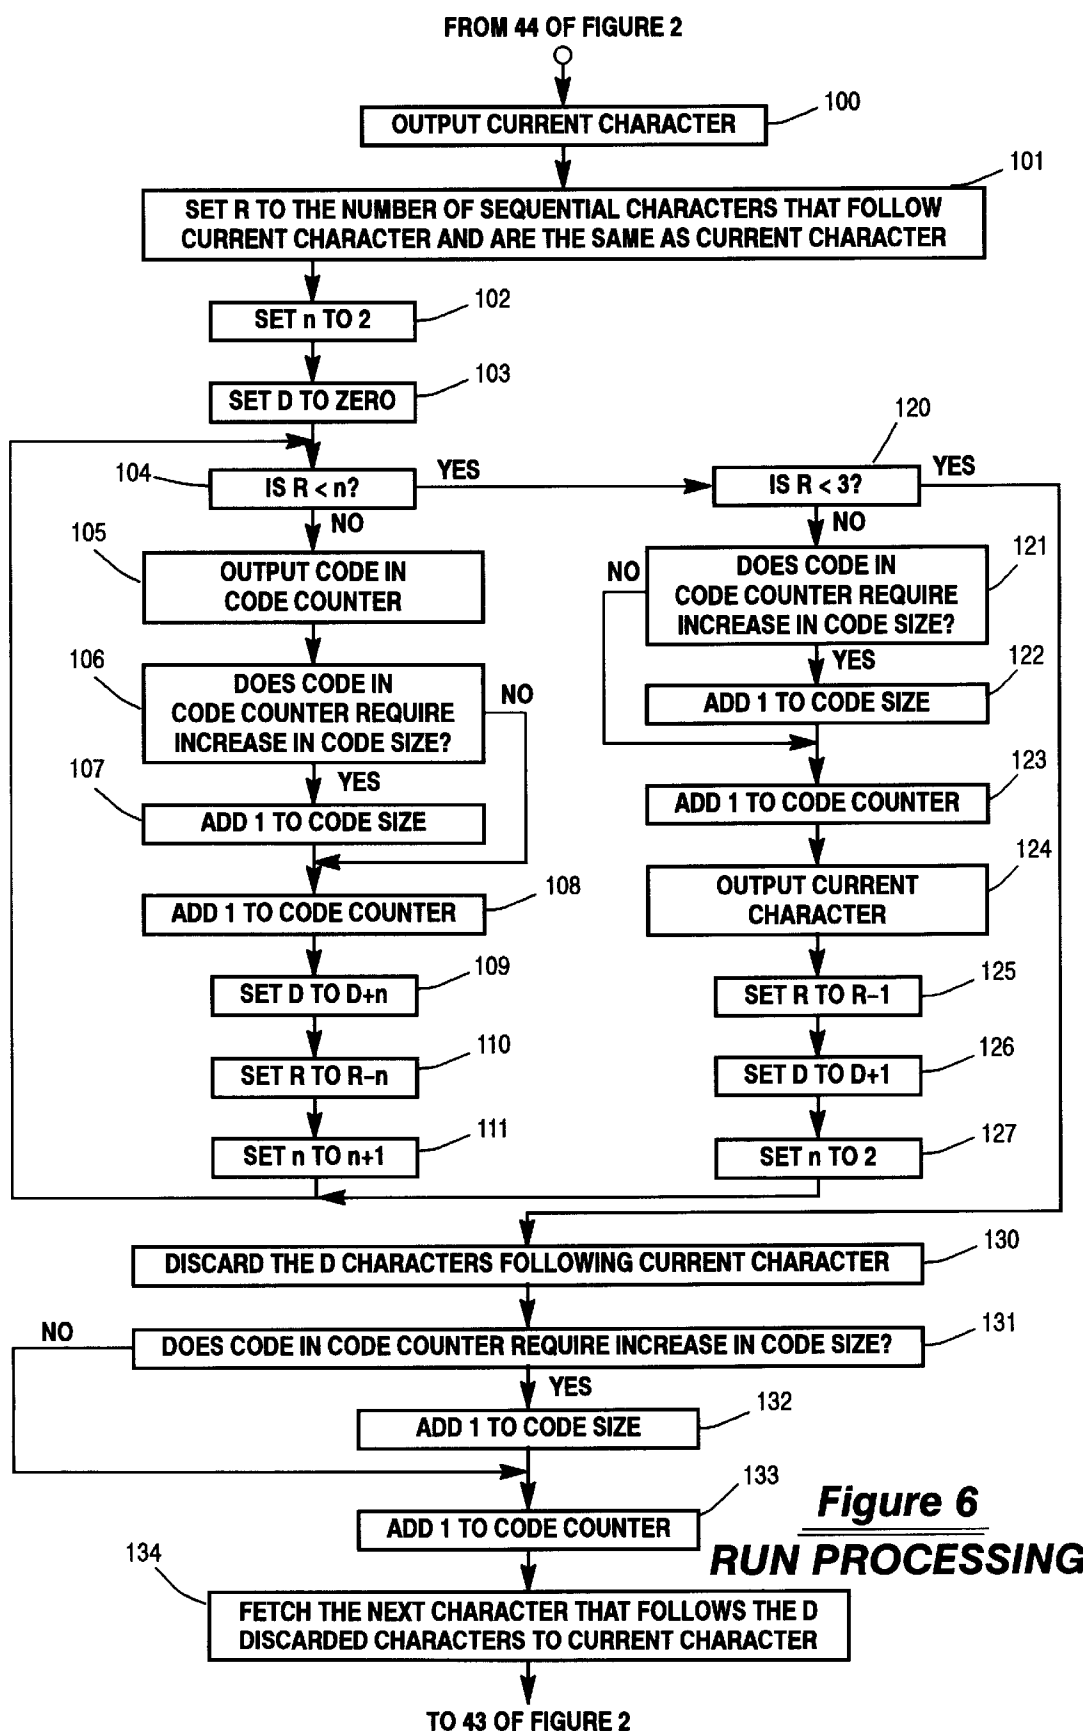 FROM 44 OF FIGURE 2
100
OUTPUT CURRENT CHARACTER
101
SET R TO THE NUMBER OF SEQUENTIAL CHARACTERS THAT FOLLOW
CURRENT CHARACTER AND ARE THE SAME AS CURRENT CHARACTER
102
SET n TO 2
103
SET D TO ZERO
104
IS R < n?
YES
NO
105
OUTPUT CODE IN
CODE COUNTER
106
DOES CODE IN
CODE COUNTER REQUIRE
INCREASE IN CODE SIZE?
NO
YES
107
ADD 1 TO CODE SIZE
108
ADD 1 TO CODE COUNTER
109
SET D TO D+n
110
SET R TO R–n
111
SET n TO n+1
120
IS R < 3?
YES
NO
121
DOES CODE IN
CODE COUNTER REQUIRE
INCREASE IN CODE SIZE?
NO
YES
122
ADD 1 TO CODE SIZE
123
ADD 1 TO CODE COUNTER
124
OUTPUT CURRENT
CHARACTER
125
SET R TO R–1
126
SET D TO D+1
127
SET n TO 2
130
DISCARD THE D CHARACTERS FOLLOWING CURRENT CHARACTER
131
DOES CODE IN CODE COUNTER REQUIRE INCREASE IN CODE SIZE?
NO
YES
132
ADD 1 TO CODE SIZE
133
ADD 1 TO CODE COUNTER
134
FETCH THE NEXT CHARACTER THAT FOLLOWS THE D
DISCARDED CHARACTERS TO CURRENT CHARACTER
TO 43 OF FIGURE 2
Figure 6
RUN PROCESSING